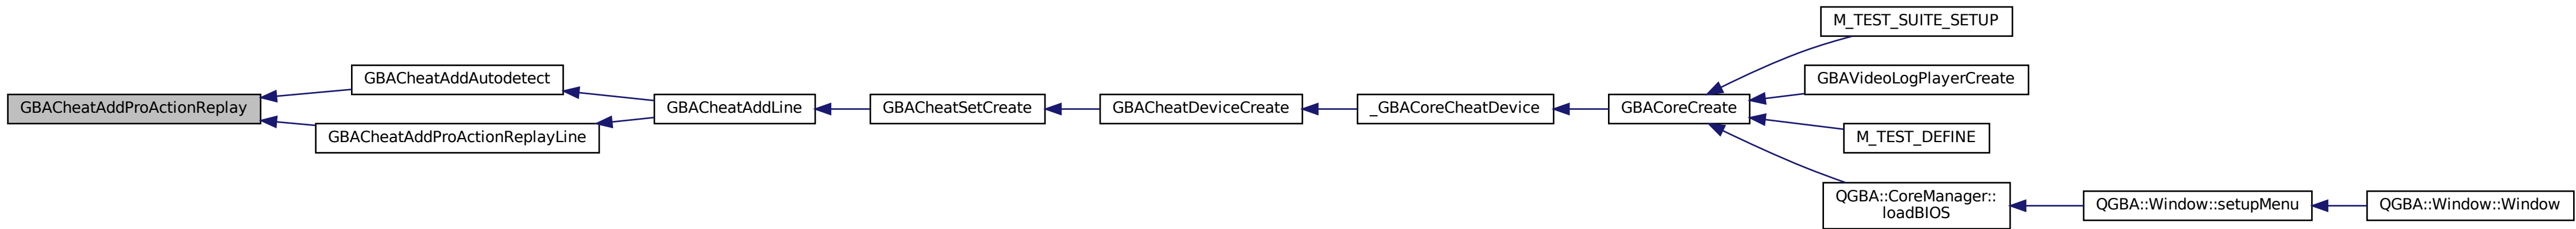 GBACheatAddProActionReplay
GBACheatAddAutodetect
GBACheatAddProActionReplayLine
GBACheatAddLine
GBACheatSetCreate
GBACheatDeviceCreate
_GBACoreCheatDevice
GBACoreCreate
M_TEST_SUITE_SETUP
GBAVideoLogPlayerCreate
M_TEST_DEFINE
QGBA::CoreManager::
loadBIOS
QGBA::Window::setupMenu
QGBA::Window::Window